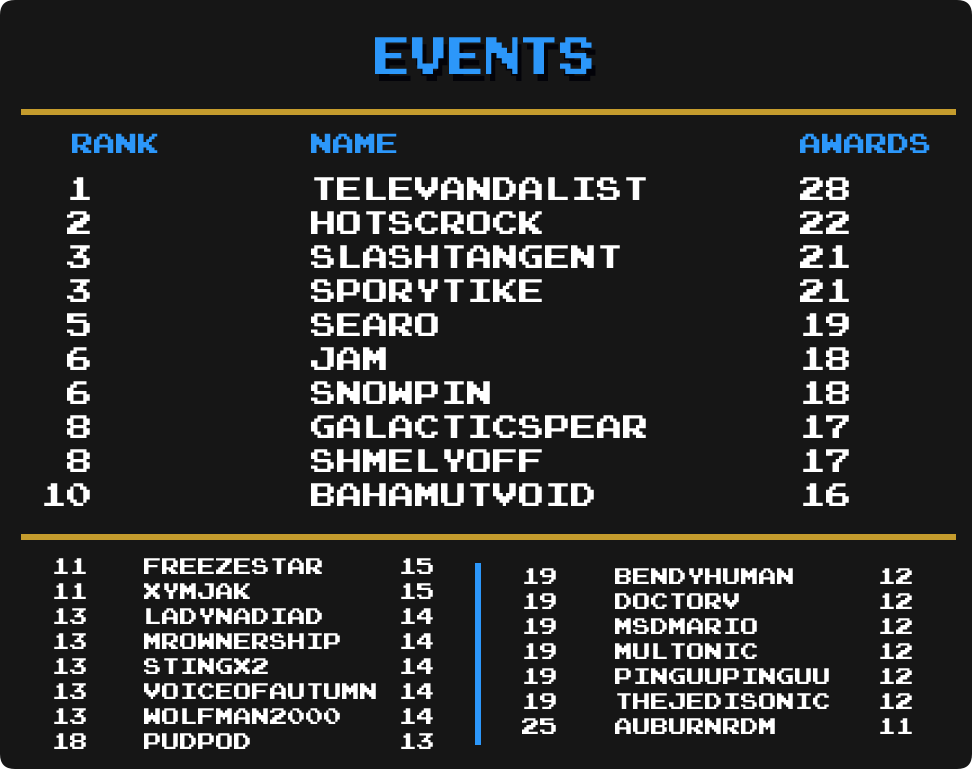 EVENTS
RANK NAME AWARDS
1 TELEVANDALIST 28
2 HOTSCROCK 22
3 SLASHTANGENT 21
3 SPORYTIKE 21
5 SEARO 19
6 JAM 18
6 SNOWPIN 18
8 GALACTICSPEAR 17
8 SHMELYOFF 17
10 BAHAMUTVOID 16
11 FREEZESTAR 15
11 XYMJAK 15
13 LADYNADIAD 14
13 MROWNERSHIP 14
13 STINGX2 14
13 VOICEOFAUTUMN 14
13 WOLFMAN2000 14
18 PUDPOD 13
19 BENDYHUMAN 12
19 DOCTORV 12
19 MSDMARIO 12
19 MULTONIC 12
19 PINGUUPINGUU 12
19 THEJEDISONIC 12
25 AUBURNRDM 11